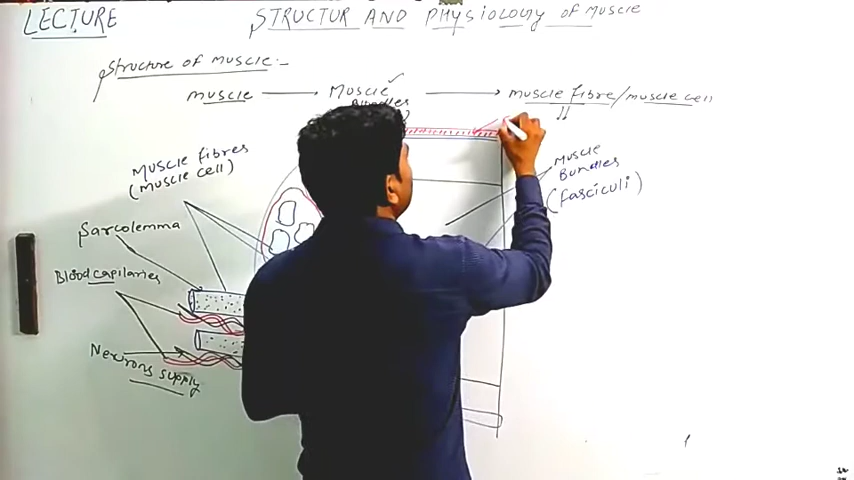 LECTURE
STRUCTUR AND PHYSIOLOGY OF MUSCLE
Structure of muscle:-
muscle → Muscle Bundles → muscle fibre/muscle cell
Muscle fibres
(muscle cell)
Sarcolemma
Blood capilaries
Neurons supply
Muscle
Bundles
(fasciculi)